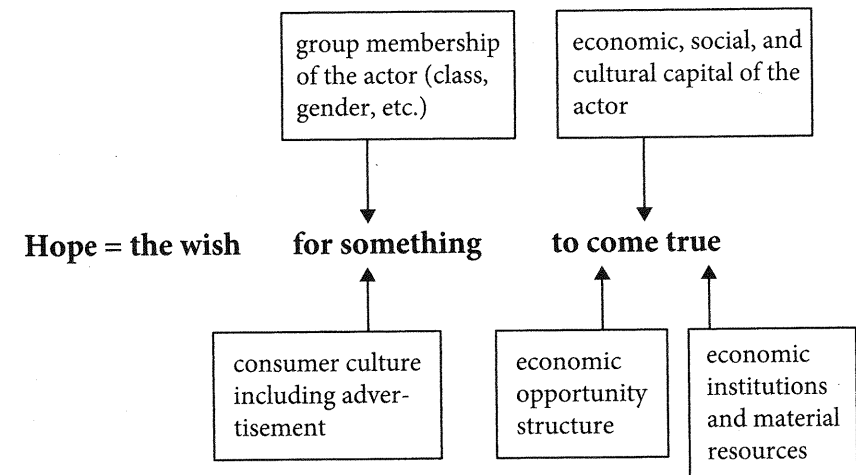 group membership
of the actor (class,
gender, etc.)
economic, social, and
cultural capital of the
actor
Hope = the wish for something to come true
consumer culture
including adver-
tisement
economic
opportunity
structure
economic
institutions
and material
resources